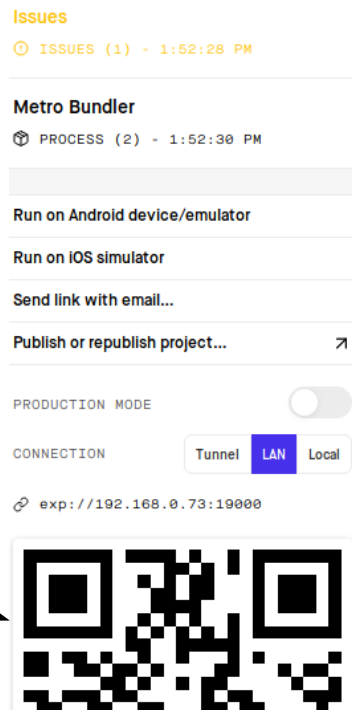 Issues
ISSUES (1) - 1:52:28 PM
Metro Bundler
PROCESS (2) - 1:52:30 PM
Run on Android device/emulator
Run on iOS simulator
Send link with email...
Publish or republish project...
PRODUCTION MODE
CONNECTION Tunnel LAN Local
exp://192.168.0.73:19000